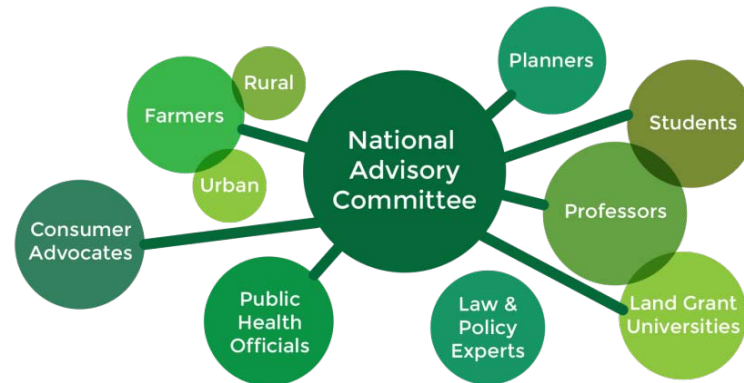 Planners
Rural
Farmers
Students
National
Advisory
Committee
Urban
Professors
Consumer
Advocates
Public
Health
Officials
Law &
Policy
Experts
Land Grant
Universities